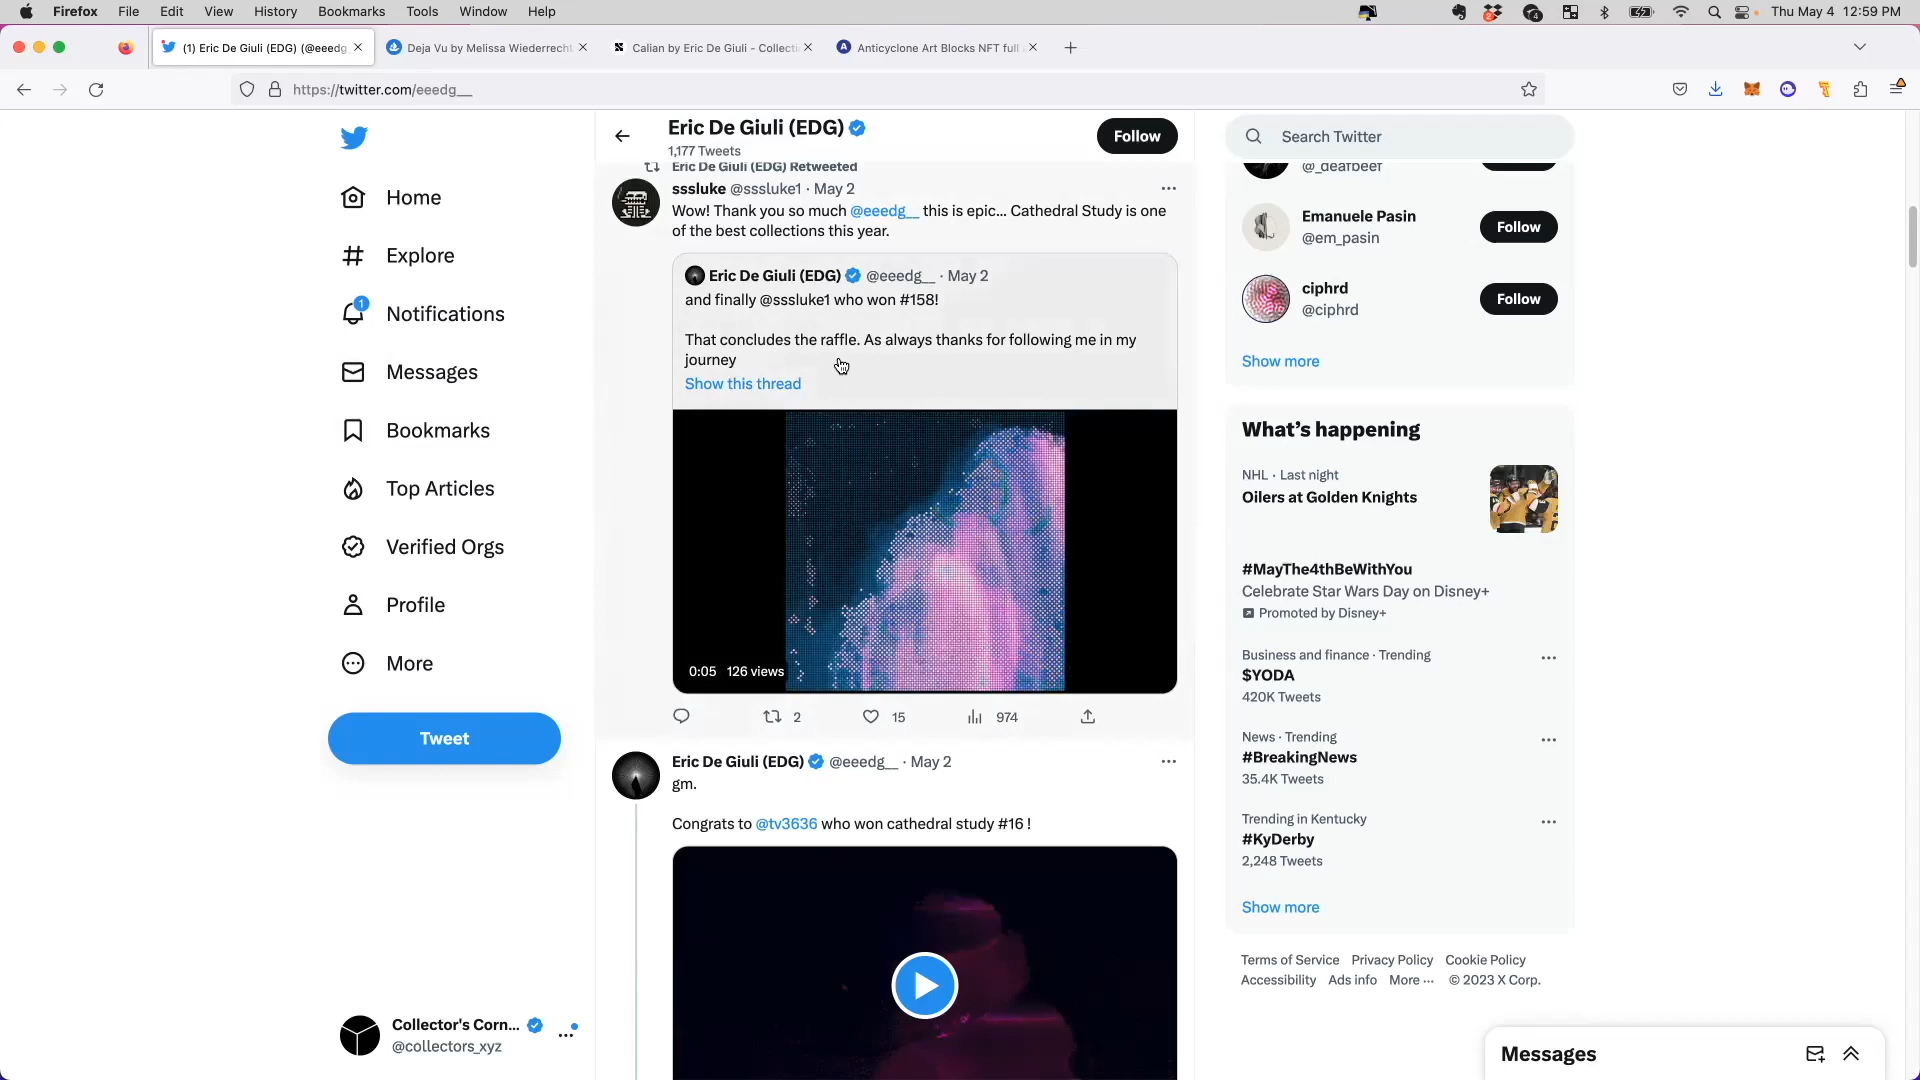 Firefox File Edit View History Bookmarks Tools Window Help
4
Thu May 4 12:59 PM
(1) Eric De Giuli (EDG) (@eeedg
Deja Vu by Melissa Wiederrecht
Calian by Eric De Giuli - Collecti
Anticyclone Art Blocks NFT full
https://twitter.com/eeedg__
Eric De Giuli (EDG)
1,177 Tweets
Follow
Search Twitter
Home
Explore
1
Notifications
Messages
Bookmarks
Top Articles
Verified Orgs
Profile
More
Tweet
Collector's Corn...
@collectors_xyz
Eric De Giuli (EDG) Retweeted
sssluke @sssluke1 · May 2
Wow! Thank you so much @eeedg__ this is epic... Cathedral Study is one
of the best collections this year.
Eric De Giuli (EDG) @eeedg__ · May 2
and finally @sssluke1 who won #158!
That concludes the raffle. As always thanks for following me in my
journey
Show this thread
0:05 126 views
2 15 974
Eric De Giuli (EDG) @eeedg__ · May 2
gm.
Congrats to @tv3636 who won cathedral study #16 !
@_deafbeef
Emanuele Pasin
@em_pasin
Follow
ciphrd
@ciphrd
Follow
Show more
What's happening
NHL · Last night
Oilers at Golden Knights
#MayThe4thBeWithYou
Celebrate Star Wars Day on Disney+
Promoted by Disney+
Business and finance · Trending
$YODA
420K Tweets
News · Trending
#BreakingNews
35.4K Tweets
Trending in Kentucky
#KyDerby
2,248 Tweets
Show more
Terms of Service Privacy Policy Cookie Policy
Accessibility Ads info More ··· © 2023 X Corp.
Messages